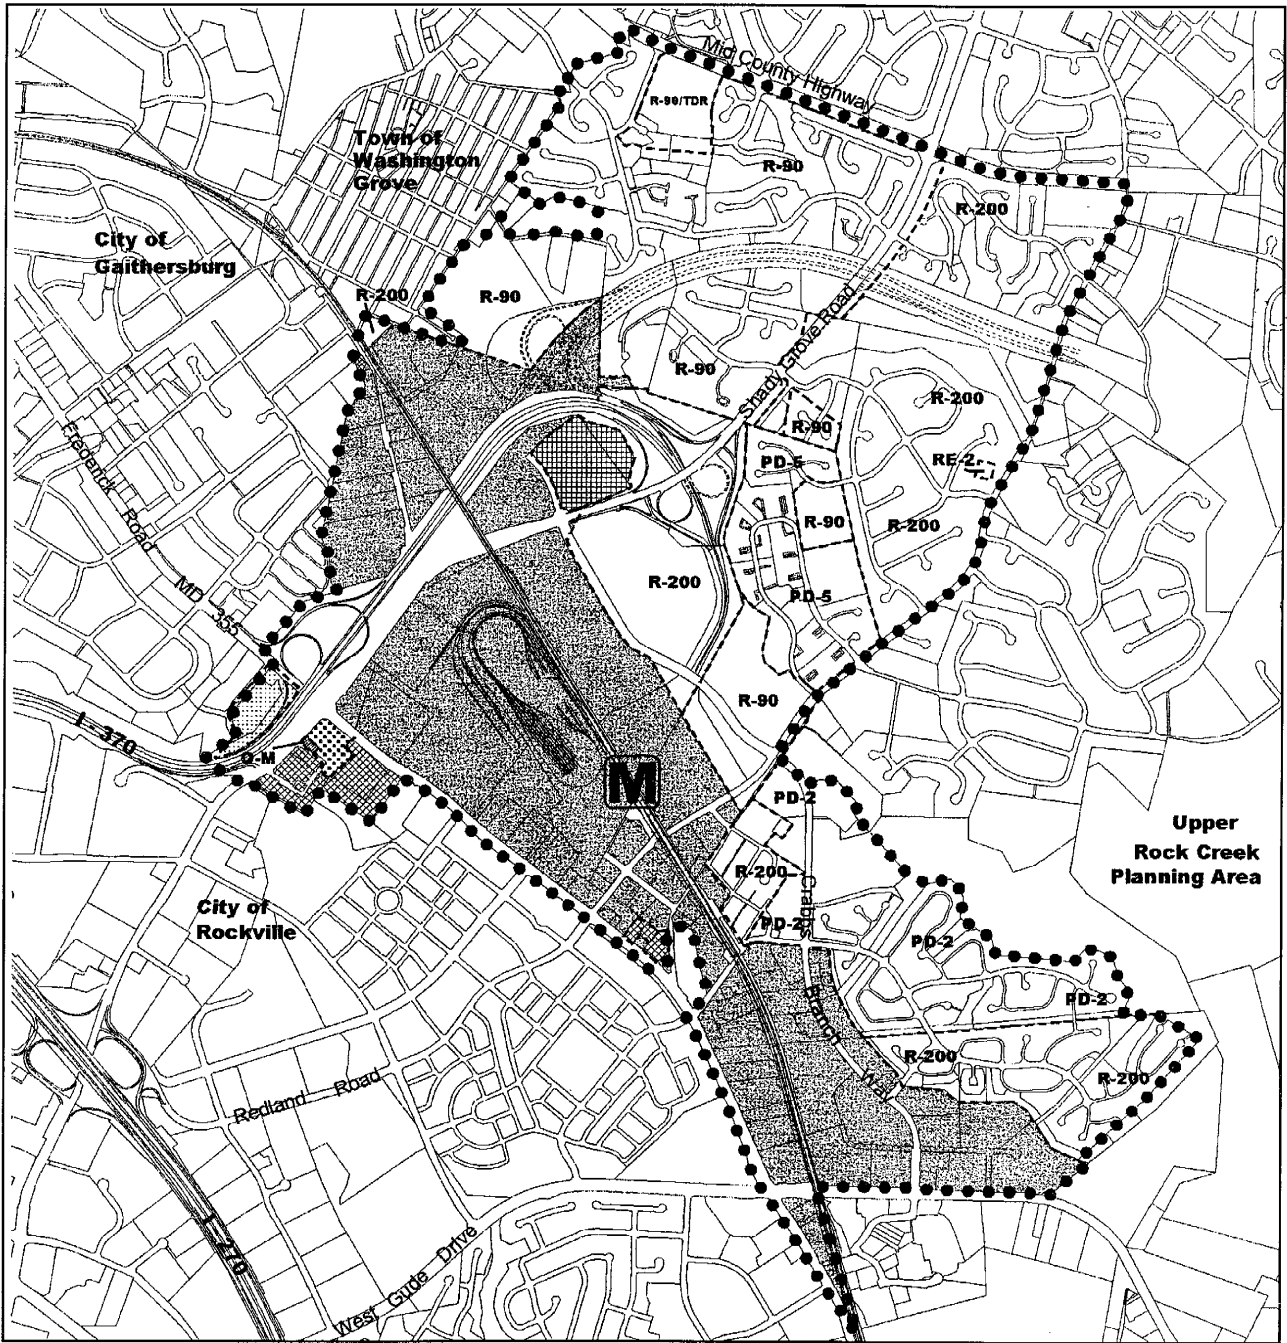 Mid County Highway
R-90/TDR
Town of
Washington
Grove
R-90
R-200
City of
Gaithersburg
R-200
R-90
Shady Grove Road
R-90
R-200
R-90
Frederick Road
PD-5
RE-2
R-90
R-200
MD 355
R-200
PD-5
R-90
I-370
O-M
M
PD-2
Upper
Rock Creek
Planning Area
R-200
Crabbs Branch Way
City of
Rockville
PD-2
PD-2
PD-2
R-200
R-200
Redland Road
I-270
West Gude Drive